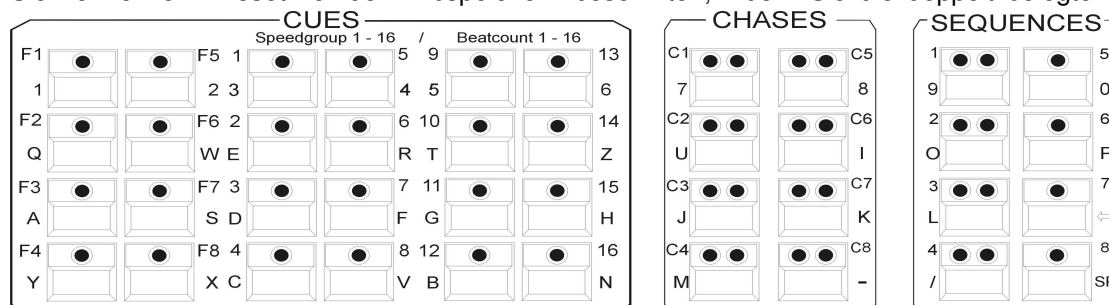 CUES CHASES SEQUENCES
Speedgroup 1 - 16 / Beatcount 1 - 16
F1 F5 1 5 9 13 C1 C5 1 5
1 2 3 4 5 6 7 8 9 0
F2 F6 2 6 10 14 C2 C6 2 6
Q W E R T Z U I O P
F3 F7 3 7 11 15 C3 C7 3 7
A S D F G H J K L ⇦
F4 F8 4 8 12 16 C4 C8 4 8
Y X C V B N M - /